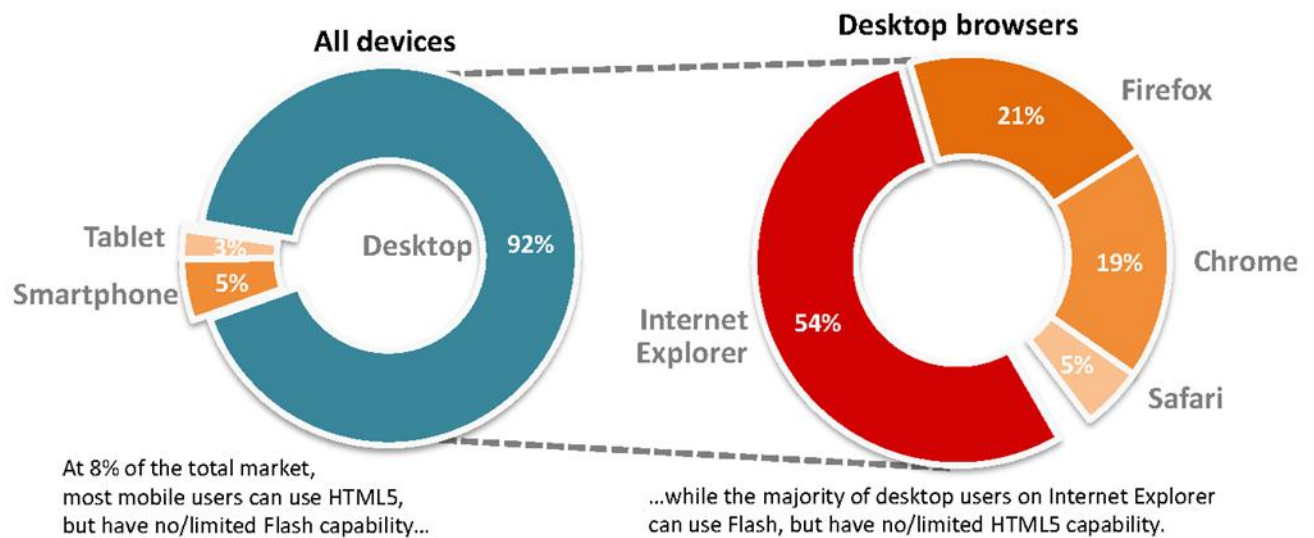 All devices
Desktop browsers
Tablet
3%
Smartphone
5%
Desktop
92%
Firefox
21%
Chrome
19%
Safari
5%
Internet
Explorer
54%
At 8% of the total market,
most mobile users can use HTML5,
but have no/limited Flash capability...
...while the majority of desktop users on Internet Explorer
can use Flash, but have no/limited HTML5 capability.